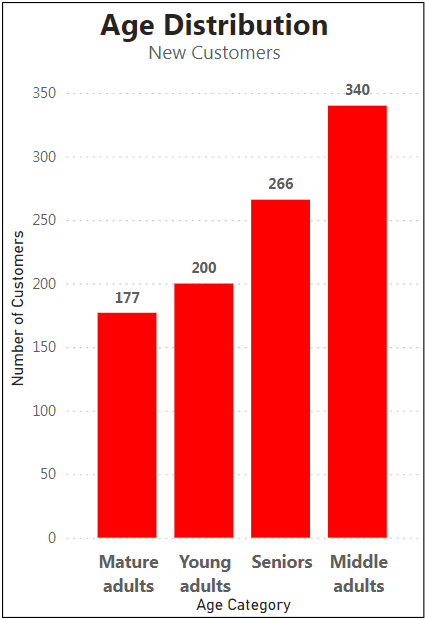 Age Distribution
New Customers
Number of Customers
350
300
250
200
150
100
50
0
177
200
266
340
Mature adults
Young adults
Seniors
Middle adults
Age Category